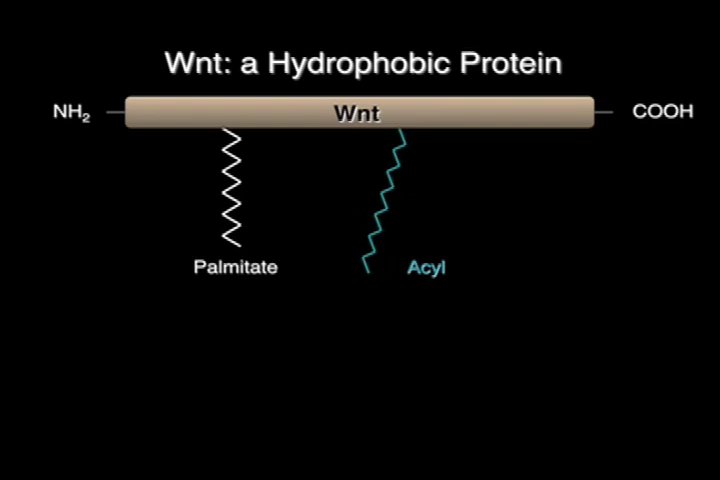 Wnt: a Hydrophobic Protein
NH₂ Wnt COOH
Palmitate Acyl